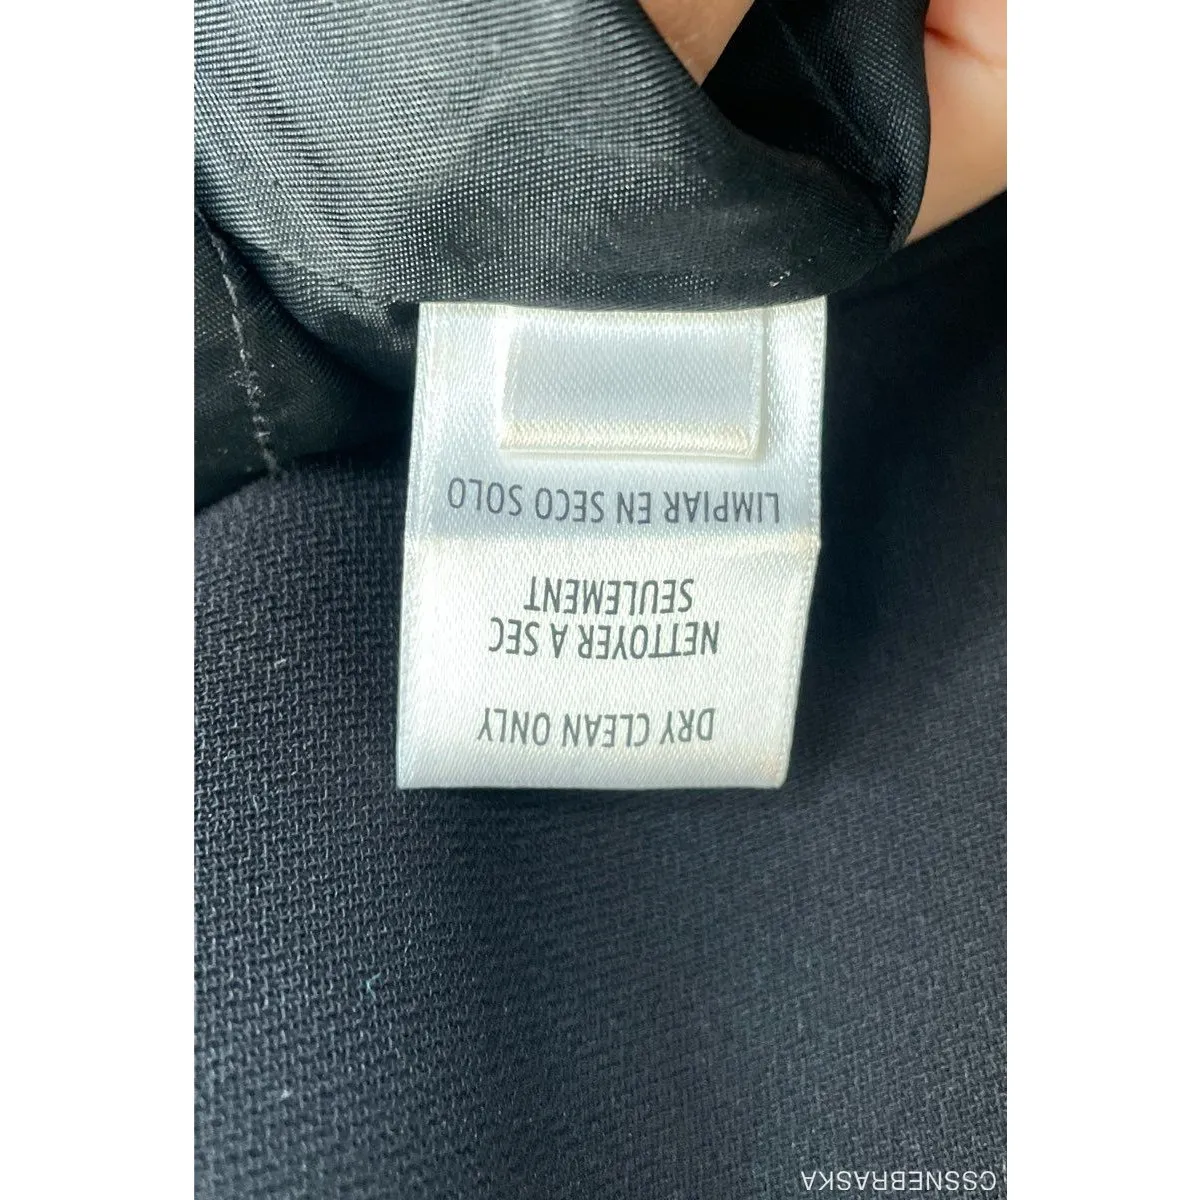 DRY CLEAN ONLY
NETTOYER A SEC
SEULEMENT
LIMPIAR EN SECO SOLO
CSSNEBRASKA